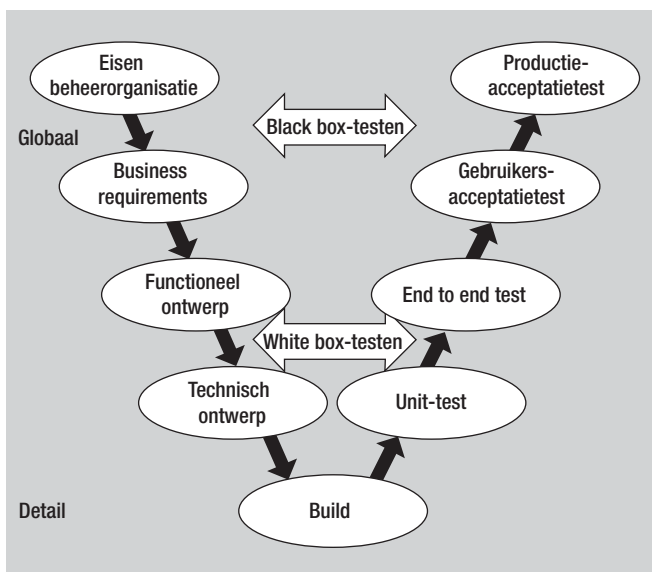 Eisen
beheerorganisatie
Productie-
acceptatietest
Globaal
Black box-testen
Business
requirements
Gebruikers-
acceptatietest
Functioneel
ontwerp
End to end test
White box-testen
Technisch
ontwerp
Unit-test
Detail
Build